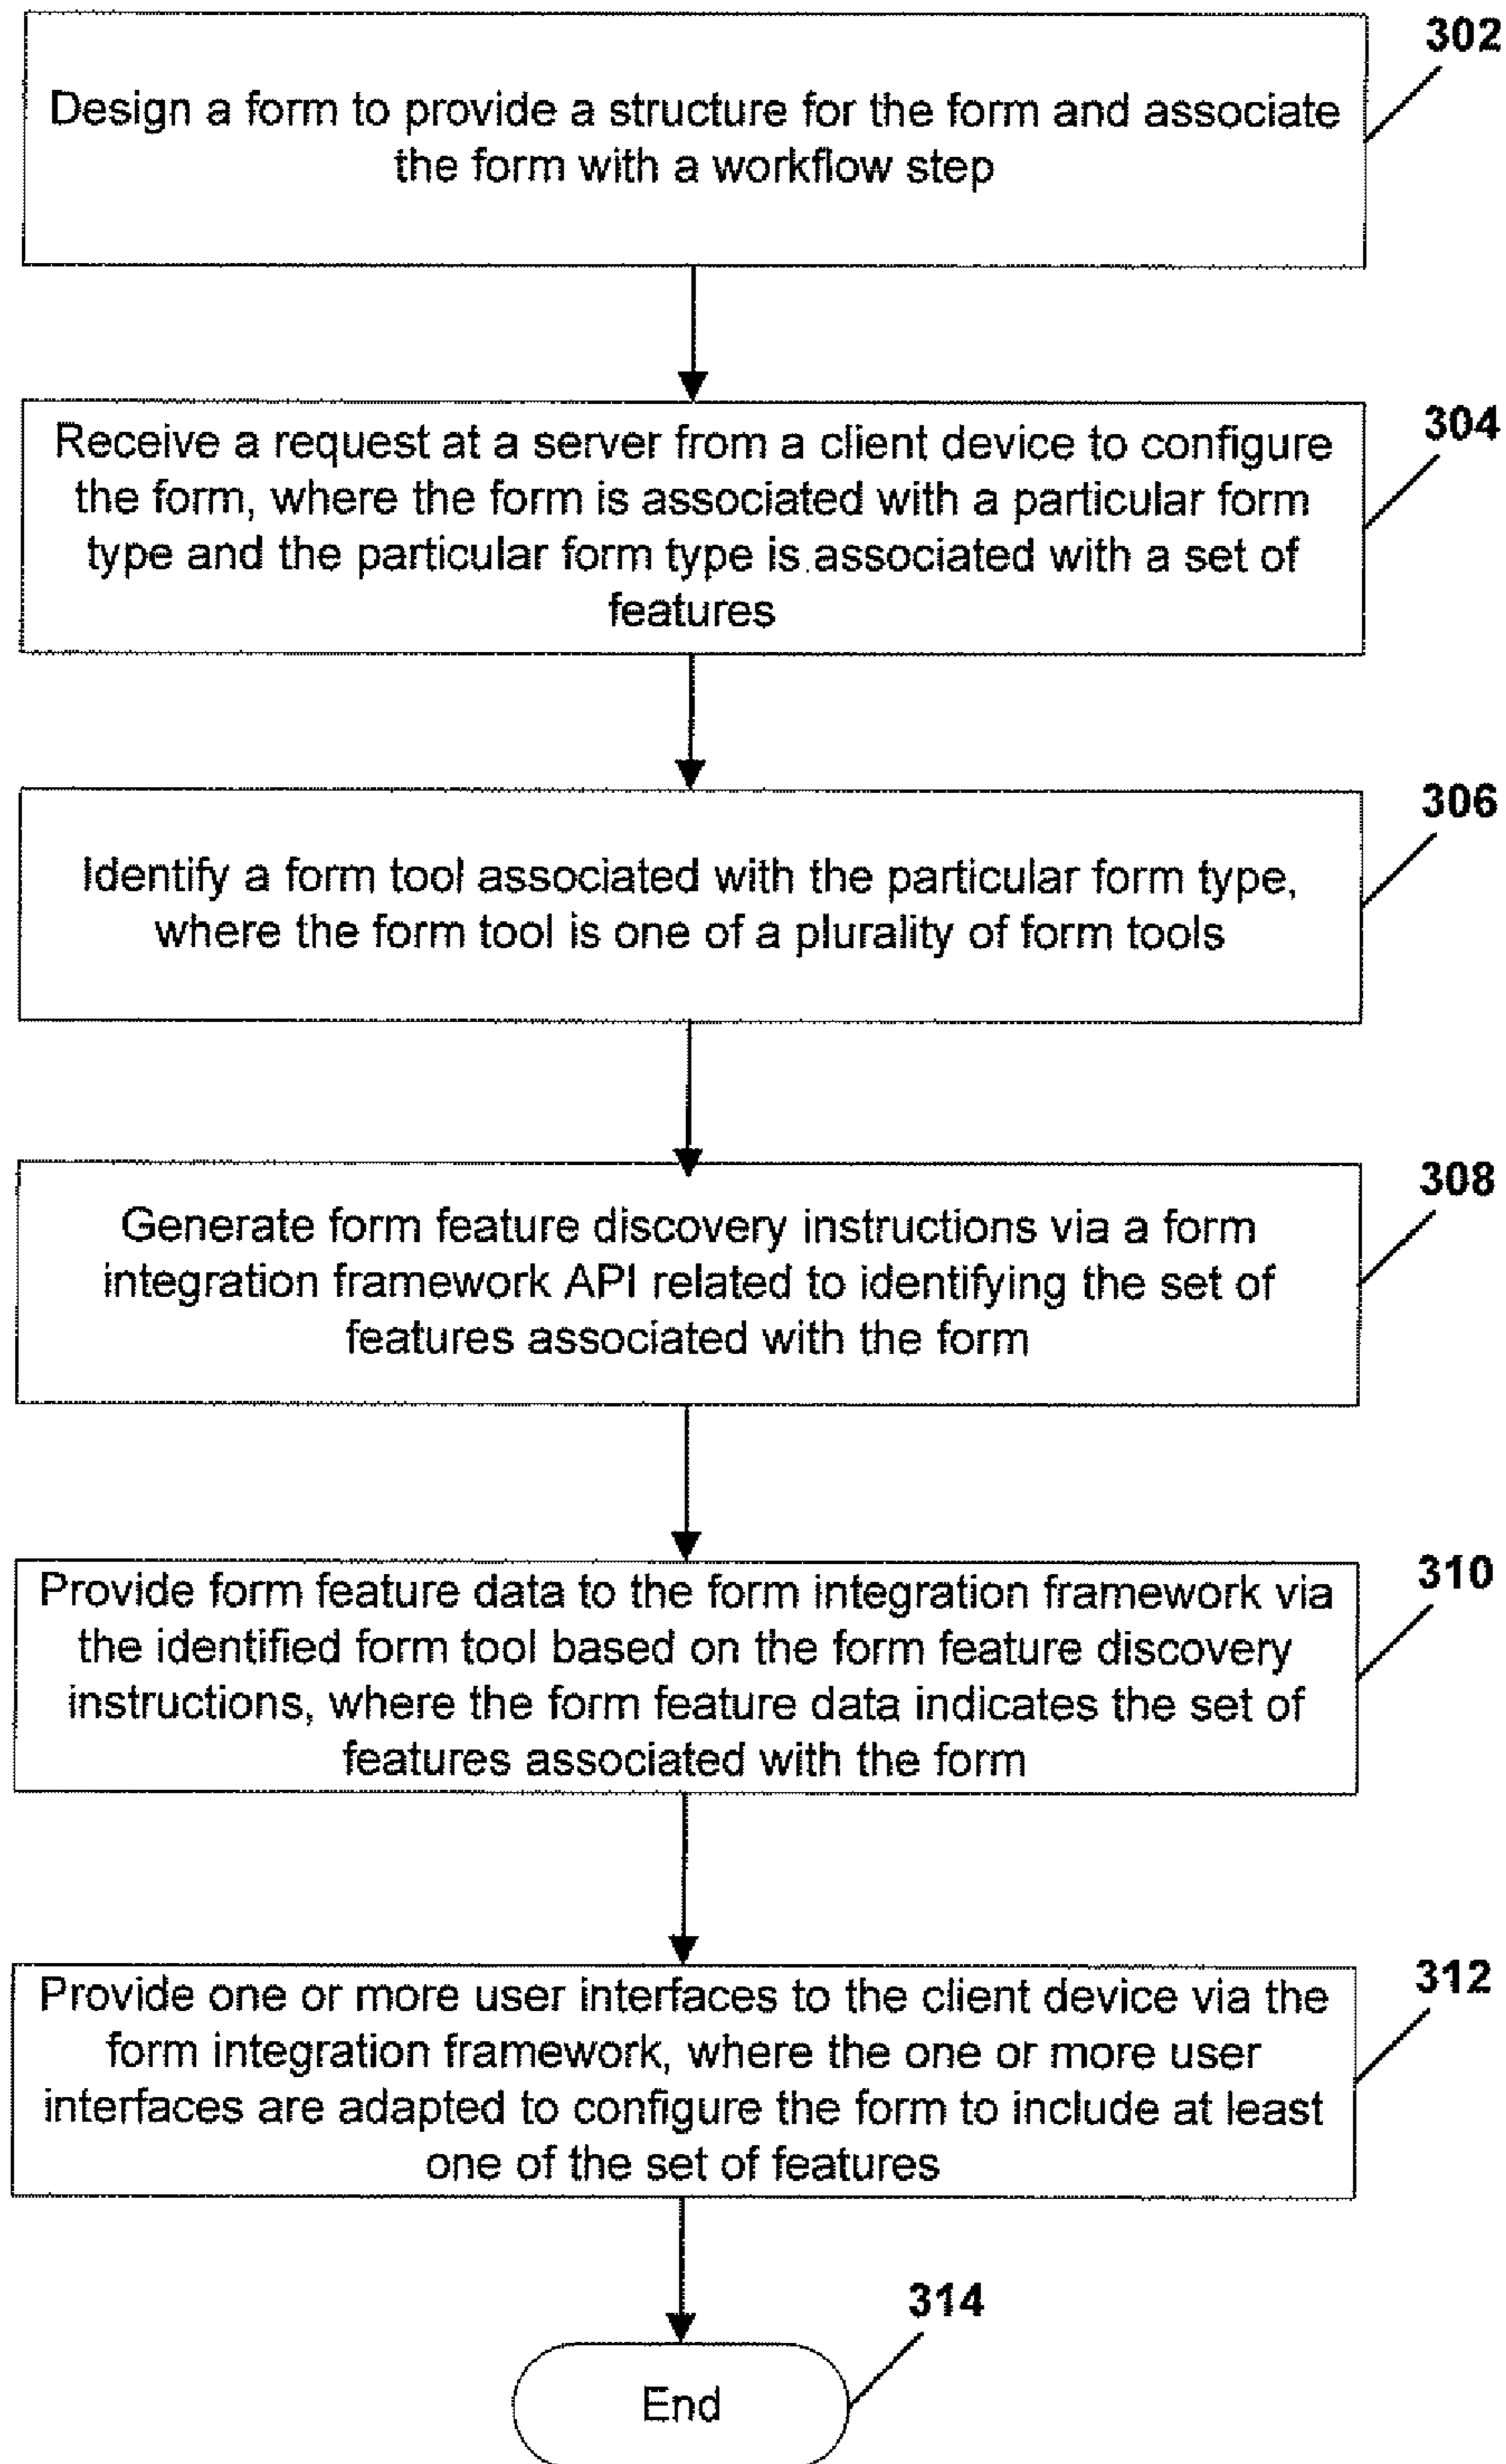 302
Design a form to provide a structure for the form and associate
the form with a workflow step
304
Receive a request at a server from a client device to configure
the form, where the form is associated with a particular form
type and the particular form type is associated with a set of
features
306
Identify a form tool associated with the particular form type,
where the form tool is one of a plurality of form tools
308
Generate form feature discovery instructions via a form
integration framework API related to identifying the set of
features associated with the form
310
Provide form feature data to the form integration framework via
the identified form tool based on the form feature discovery
instructions, where the form feature data indicates the set of
features associated with the form
312
Provide one or more user interfaces to the client device via the
form integration framework, where the one or more user
interfaces are adapted to configure the form to include at least
one of the set of features
314
End